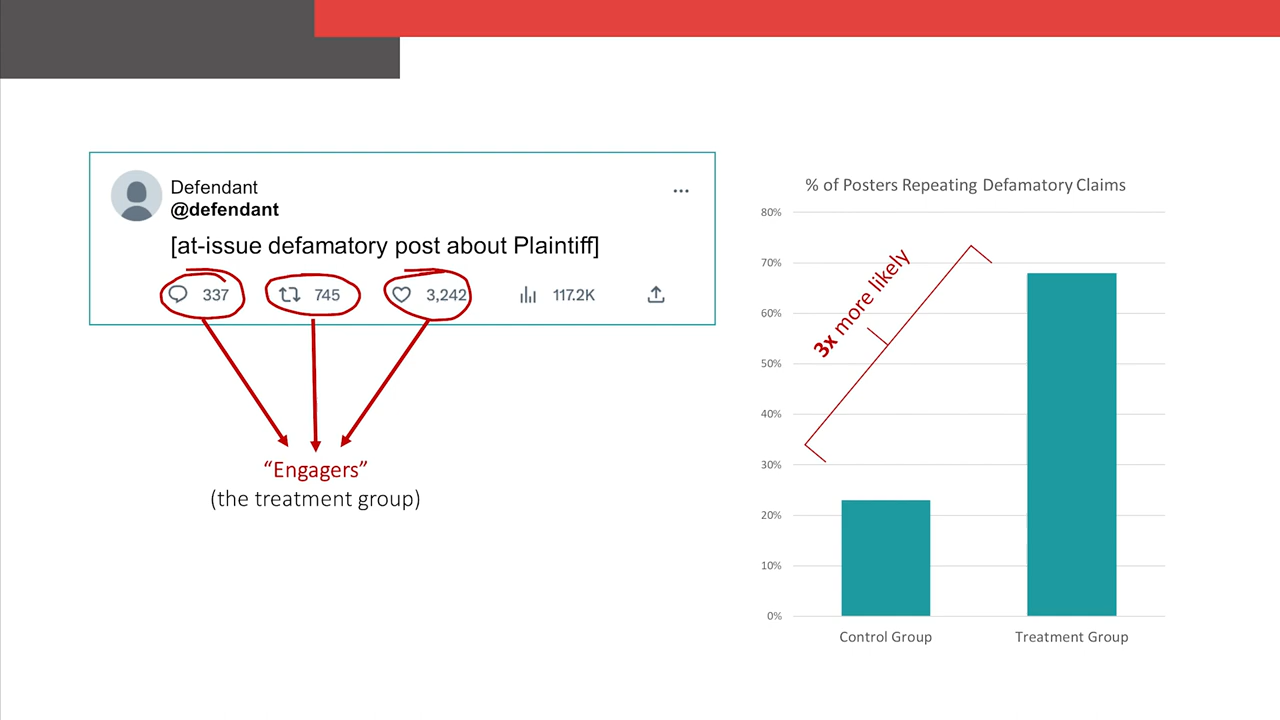 Defendant
@defendant
[at-issue defamatory post about Plaintiff]
337 745 3,242 117.2K
“Engagers”
(the treatment group)
% of Posters Repeating Defamatory Claims
80%
70%
60%
50%
40%
30%
20%
10%
0%
3x more likely
Control Group Treatment Group